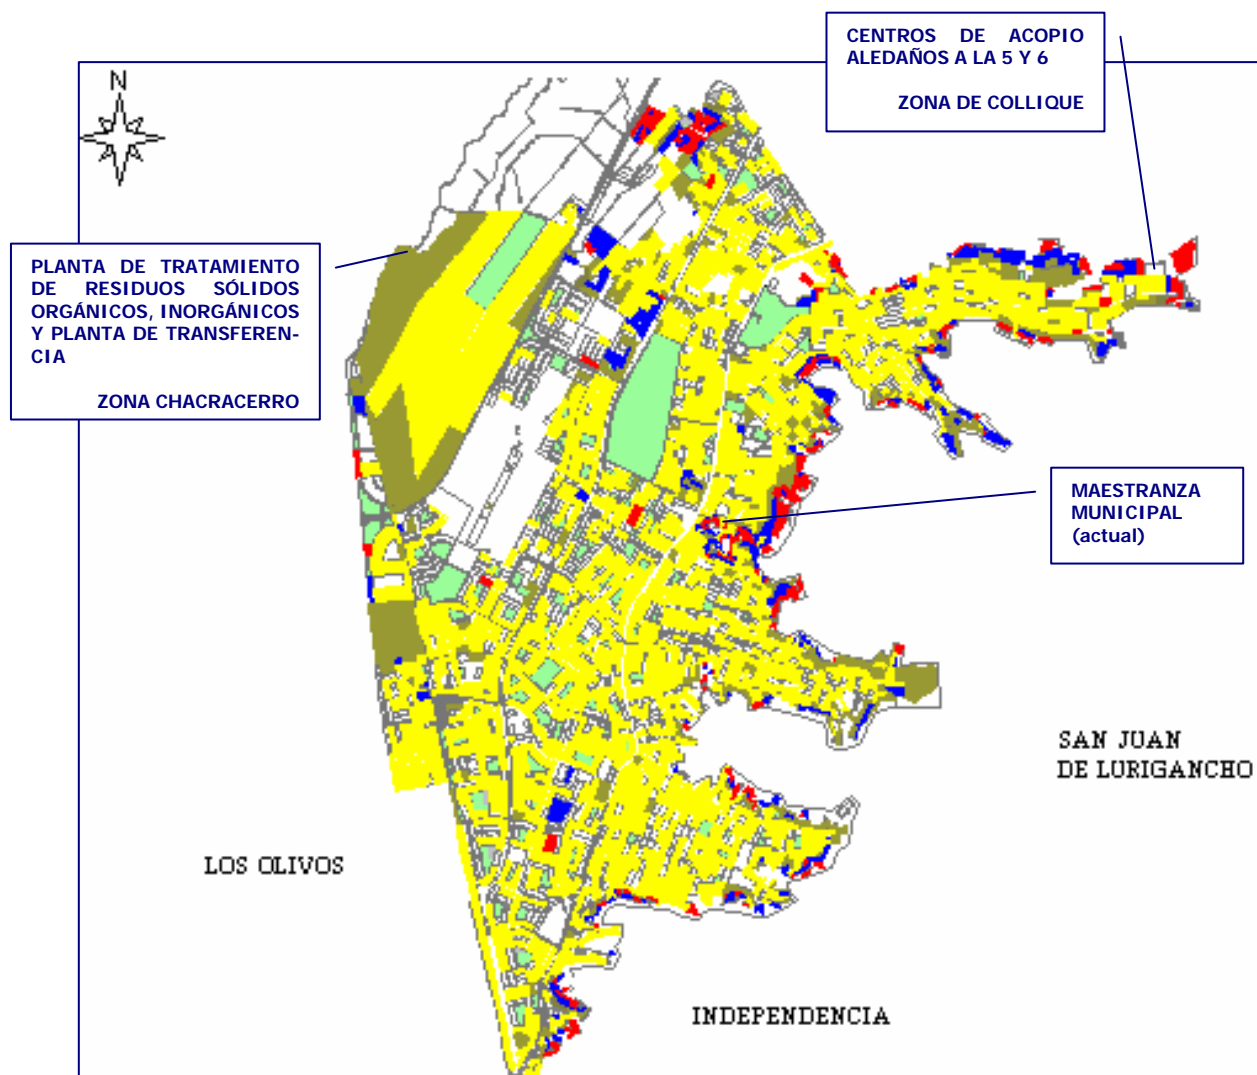 CENTROS DE ACOPIO
ALEDAÑOS A LA 5 Y 6
ZONA DE COLLIQUE
N
PLANTA DE TRATAMIENTO
DE RESIDUOS SÓLIDOS
ORGÁNICOS, INORGÁNICOS
Y PLANTA DE TRANSFEREN-
CIA
ZONA CHACRACERRO
MAESTRANZA
MUNICIPAL
(actual)
SAN JUAN
DE LURIGANCHO
LOS OLIVOS
INDEPENDENCIA